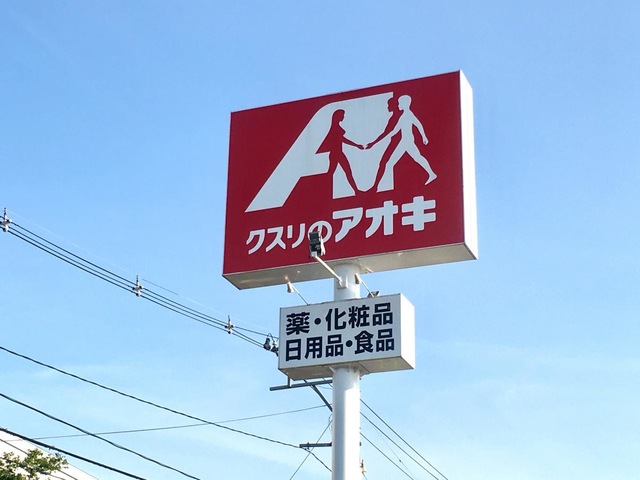 クスリのアオキ
薬・化粧品
日用品・食品